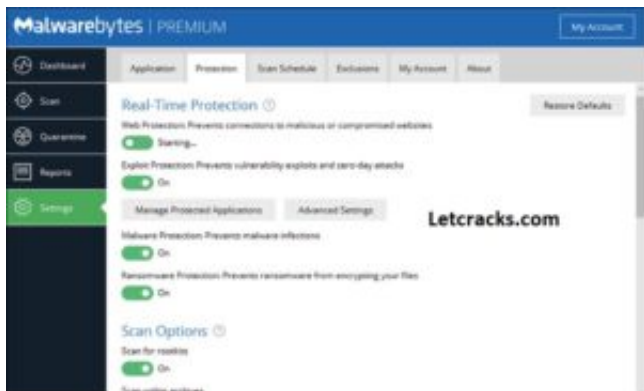 Malwarebytes | PREMIUM
My Account
Dashboard
Application Protection Scan Schedule Exclusions My Account About
Scan
Real-Time Protection
Restore Defaults
Web Protection: Prevents connections to malicious or compromised websites
Starting...
Quarantine
Exploit Protection: Prevents vulnerability exploits and zero-day attacks
On
Reports
Manage Protected Applications Advanced Settings
Settings
Letcracks.com
Malware Protection: Prevents malware infections
On
Ransomware Protection: Prevents ransomware from encrypting your files
On
Scan Options
Scan for rootkits
On
Scan within archives